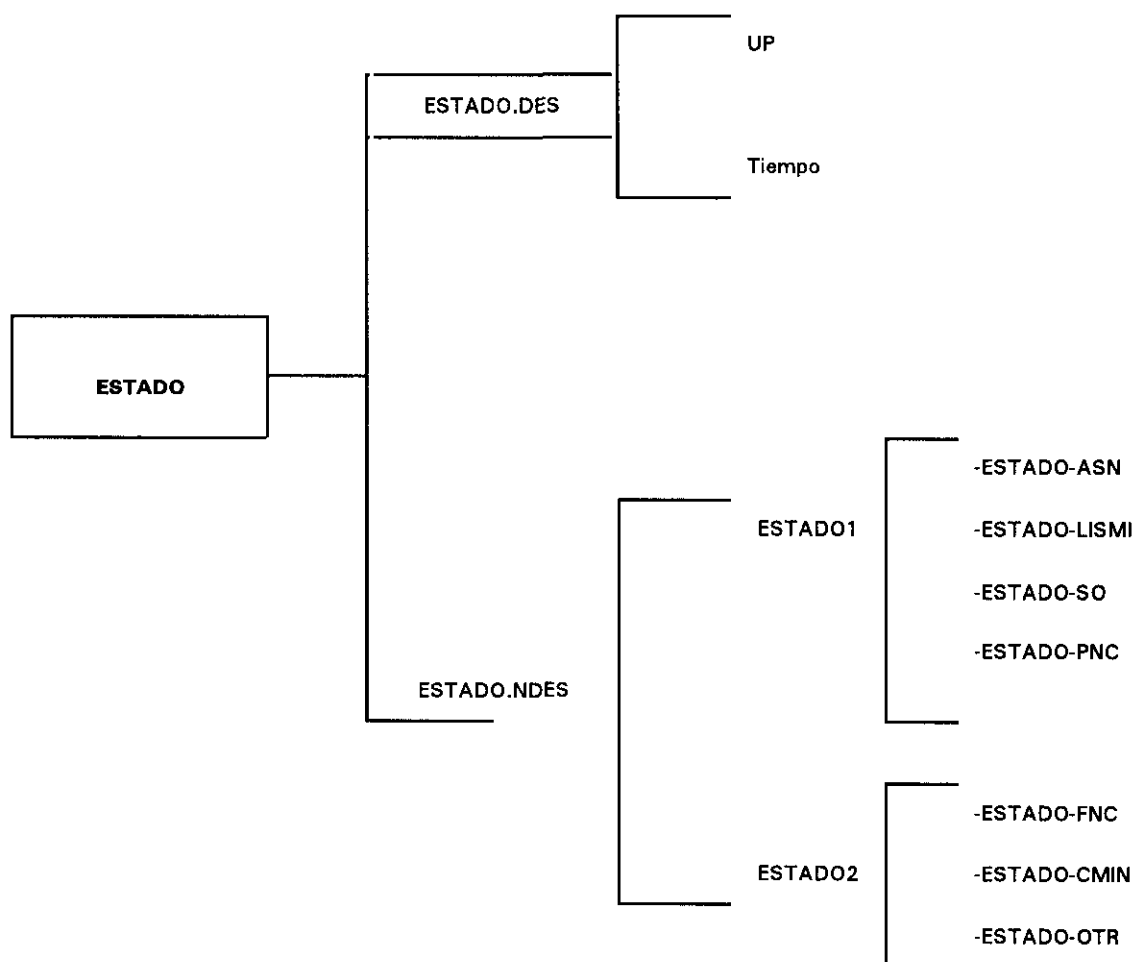 UP
ESTADO.DES
Tiempo
ESTADO
-ESTADO-ASN
ESTADO1
-ESTADO-LISMI
-ESTADO-SO
-ESTADO-PNC
ESTADO.NDES
-ESTADO-FNC
ESTADO2
-ESTADO-CMIN
-ESTADO-OTR